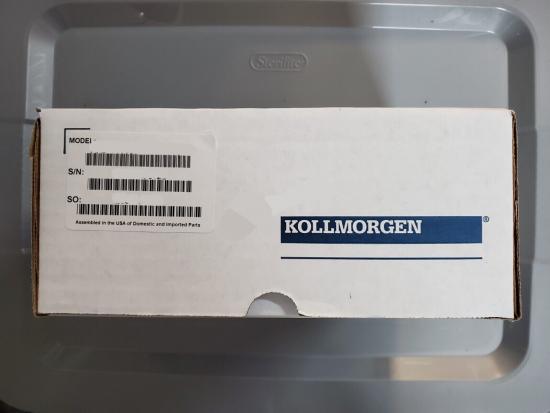 Sterilite
MODEL
S/N:
SO:
Assembled in the USA of Domestic and Imported Parts
KOLLMORGEN®